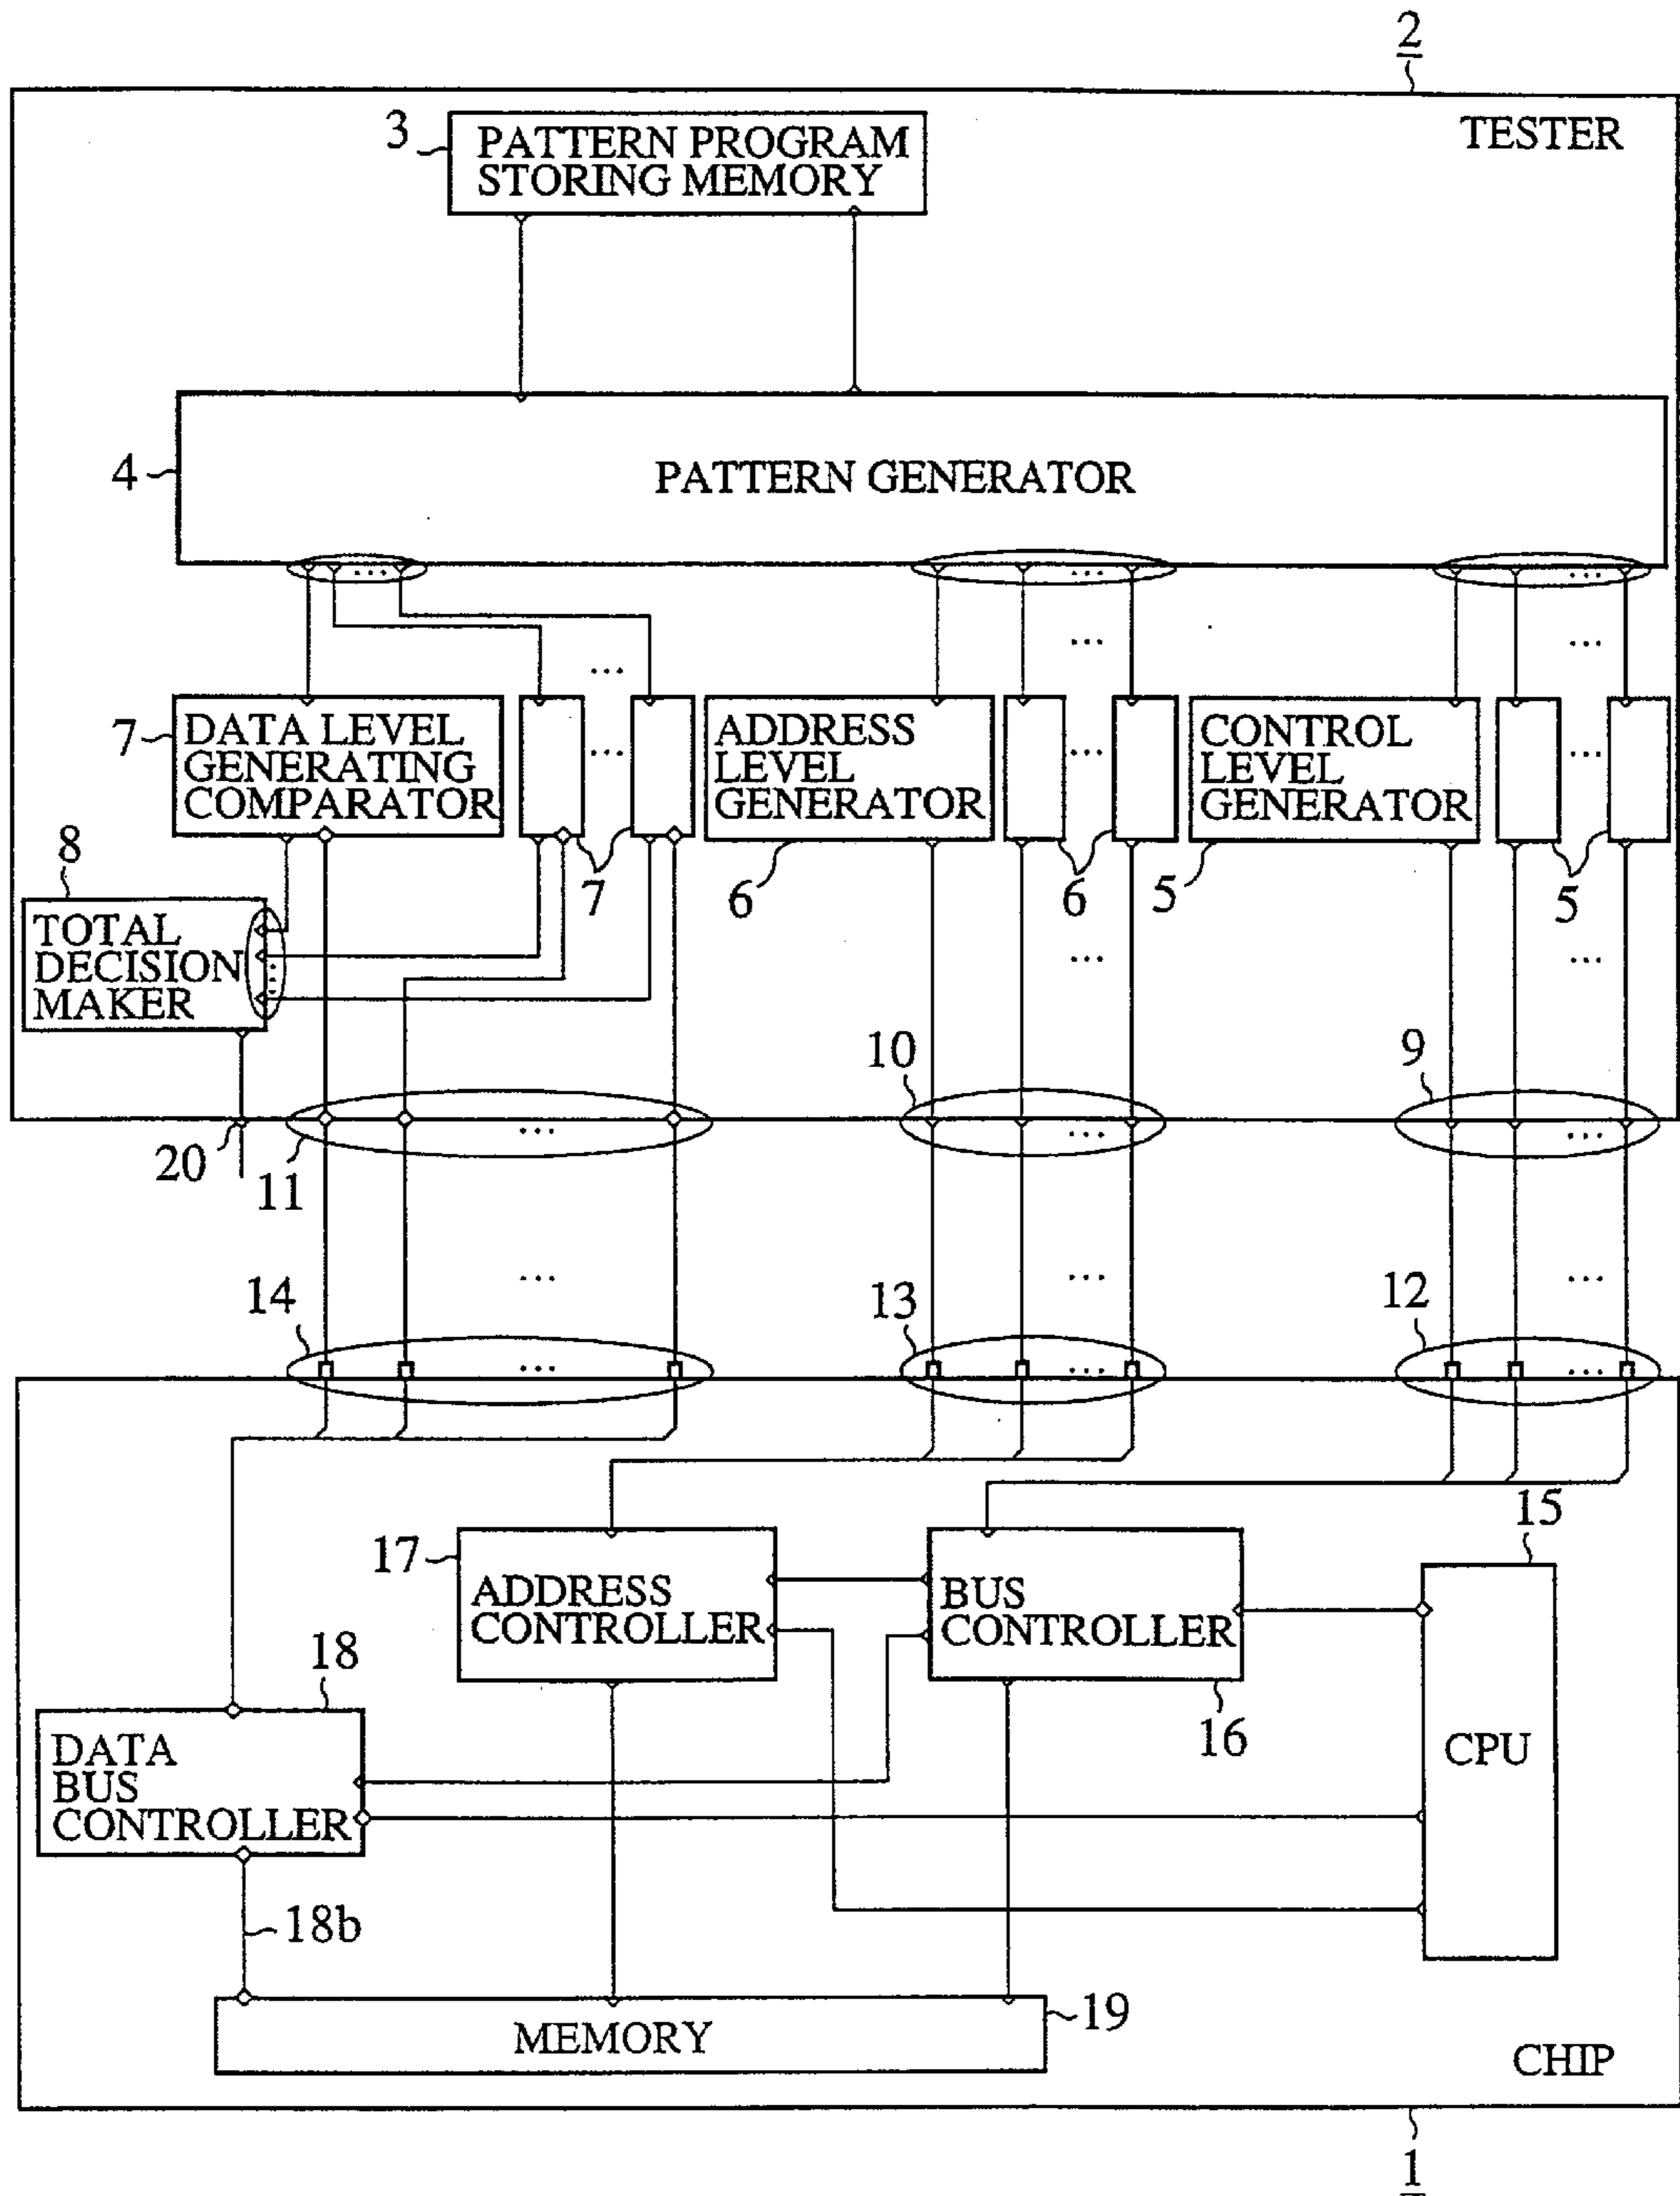 2
TESTER
3
PATTERN PROGRAM
STORING MEMORY
4
PATTERN GENERATOR
...
...
...
...
...
...
7
DATA LEVEL
GENERATING
COMPARATOR
...
7
ADDRESS
LEVEL
GENERATOR
...
6
6
CONTROL
LEVEL
GENERATOR
...
5
5
8
TOTAL
DECISION
MAKER
...
...
...
20
11
...
10
...
9
...
...
...
...
14
...
13
...
12
...
17
ADDRESS
CONTROLLER
BUS
CONTROLLER
16
15
CPU
18
DATA
BUS
CONTROLLER
18b
MEMORY
19
CHIP
1